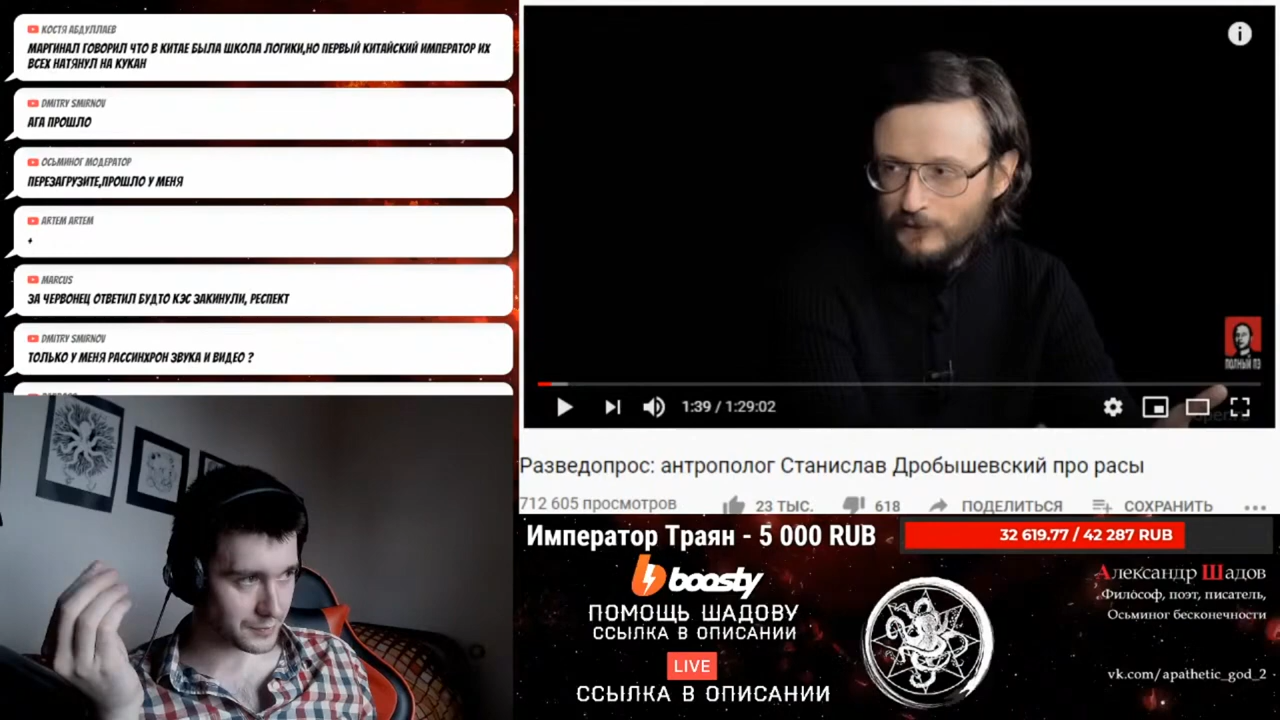 КОСТЯ АБДУЛЛАЕВ
МАРГИНАЛ ГОВОРИЛ ЧТО В КИТАЕ БЫЛА ШКОЛА ЛОГИКИ,НО ПЕРВЫЙ КИТАЙСКИЙ ИМПЕРАТОР ИХ
ВСЕХ НАТЯНУЛ НА КУКАН
DMITRY SMIRNOV
АГА ПРОШЛО
ОСЬМИНОГ МОДЕРАТОР
ПЕРЕЗАГРУЗИТЕ,ПРОШЛО У МЕНЯ
ARTEM ARTEM
+
MARCUS
ЗА ЧЕРВОНЕЦ ОТВЕТИЛ БУДТО КЭС ЗАКИНУЛИ, РЕСПЕКТ
DMITRY SMIRNOV
ТОЛЬКО У МЕНЯ РАССИНХРОН ЗВУКА И ВИДЕО ?
ПОЛНЫЙ ПЭ
1:39 / 1:29:02
Разведопрос: антрополог Станислав Дробышевский про расы
712 605 просмотров
23 ТЫС.
618
ПОДЕЛИТЬСЯ
СОХРАНИТЬ
Император Траян - 5 000 RUB
32 619.77 / 42 287 RUB
boosty
ПОМОЩЬ ШАДОВУ
ССЫЛКА В ОПИСАНИИ
LIVE
ССЫЛКА В ОПИСАНИИ
Александр Шадов
Философ, поэт, писатель,
Осьминог бесконечности
vk.com/apathetic_god_2